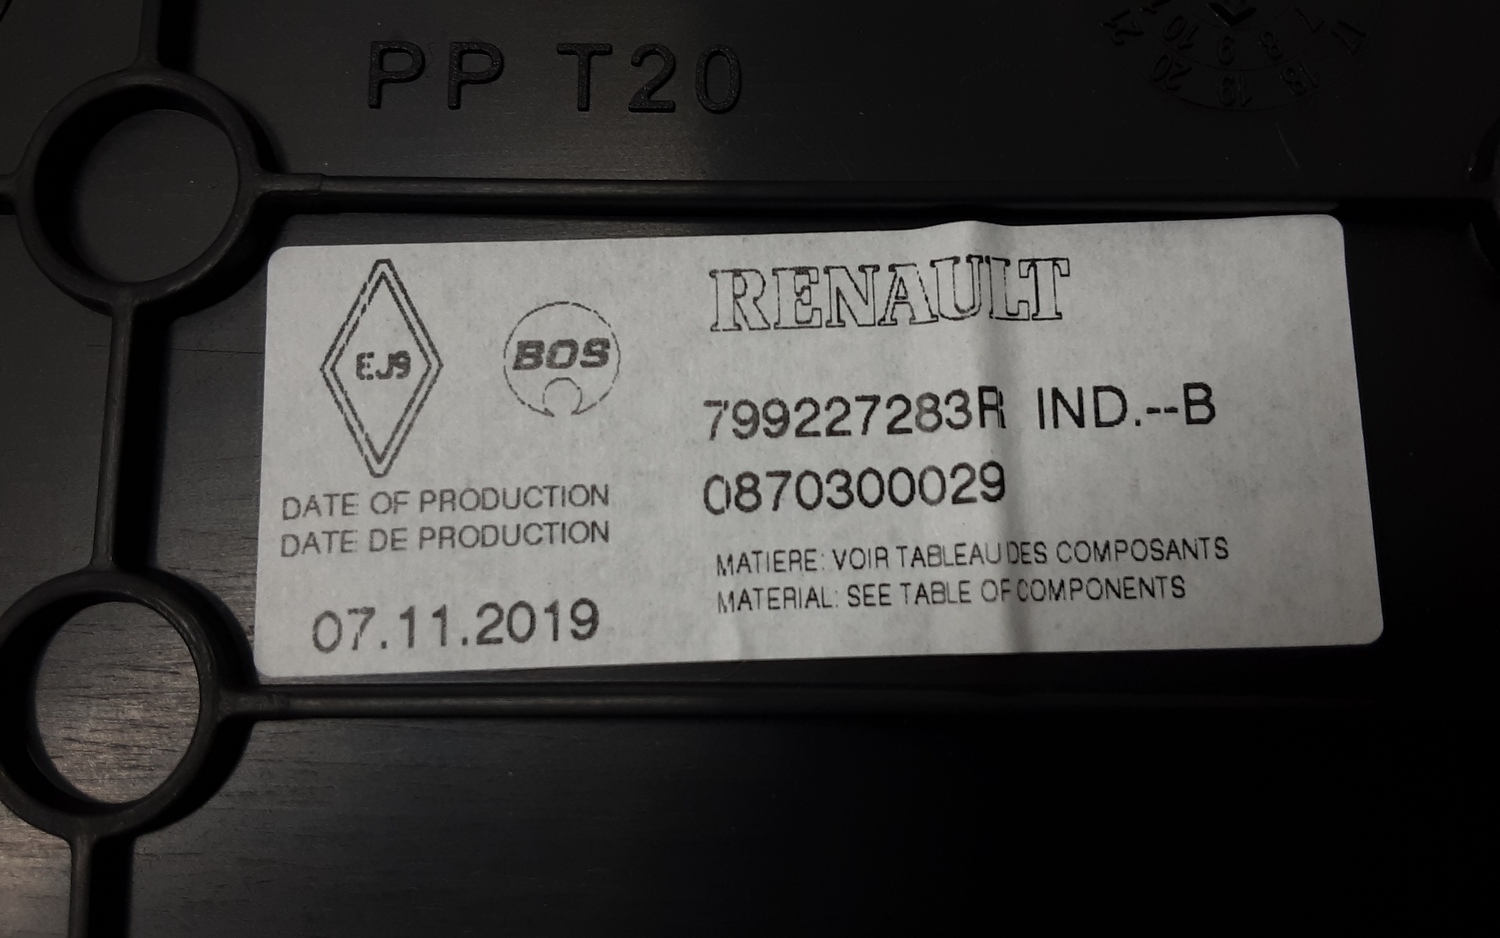 PP T20
EJ9
BOS
RENAULT
799227283R IND.--B
0870300029
DATE OF PRODUCTION
DATE DE PRODUCTION
07.11.2019
MATIERE: VOIR TABLEAU DES COMPOSANTS
MATERIAL: SEE TABLE OF COMPONENTS